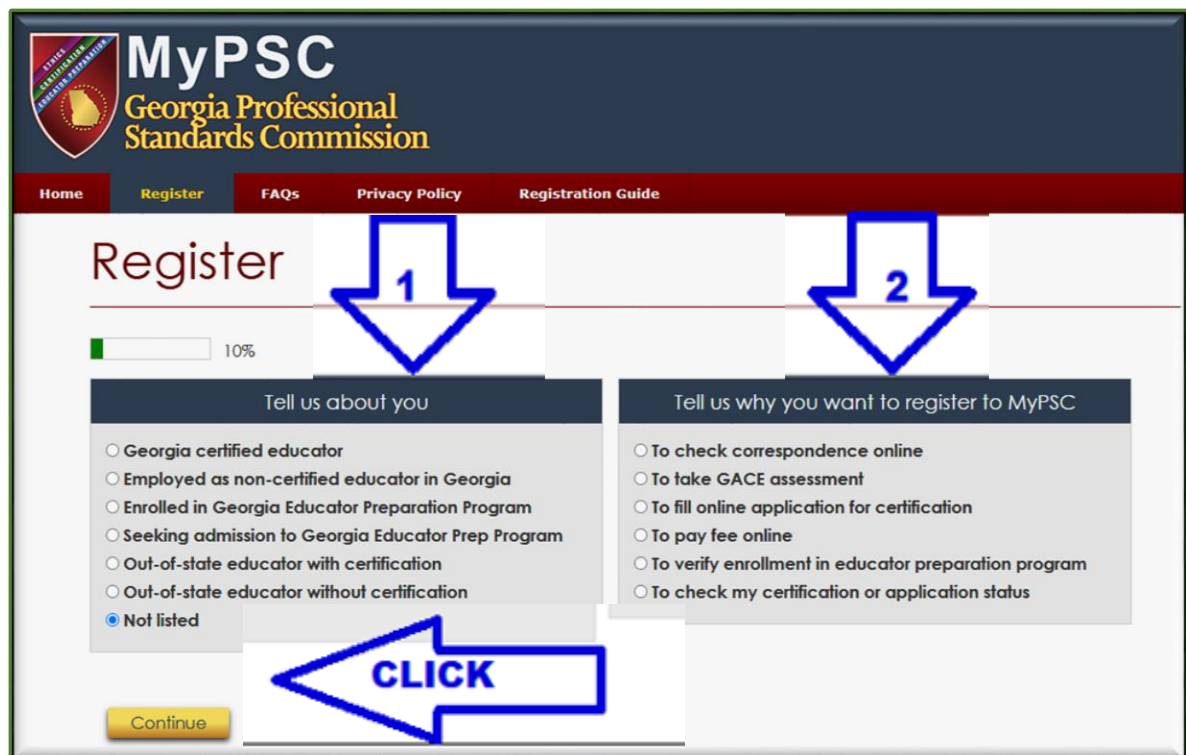 ETHICS
CERTIFICATION
EDUCATOR PREPARATION
MyPSC
Georgia Professional
Standards Commission
Home Register FAQs Privacy Policy Registration Guide
Register
1
2
10%
Tell us about you
Georgia certified educator
Employed as non-certified educator in Georgia
Enrolled in Georgia Educator Preparation Program
Seeking admission to Georgia Educator Prep Program
Out-of-state educator with certification
Out-of-state educator without certification
Not listed
Tell us why you want to register to MyPSC
To check correspondence online
To take GACE assessment
To fill online application for certification
To pay fee online
To verify enrollment in educator preparation program
To check my certification or application status
CLICK
Continue